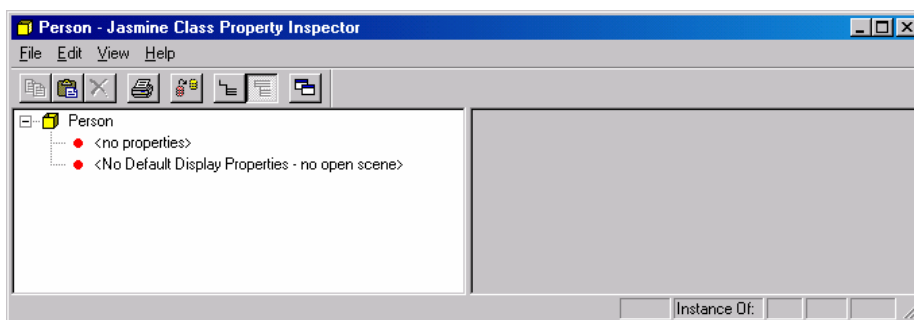 Person - Jasmine Class Property Inspector
File Edit View Help
Person
<no properties>
<No Default Display Properties - no open scene>
Instance Of: